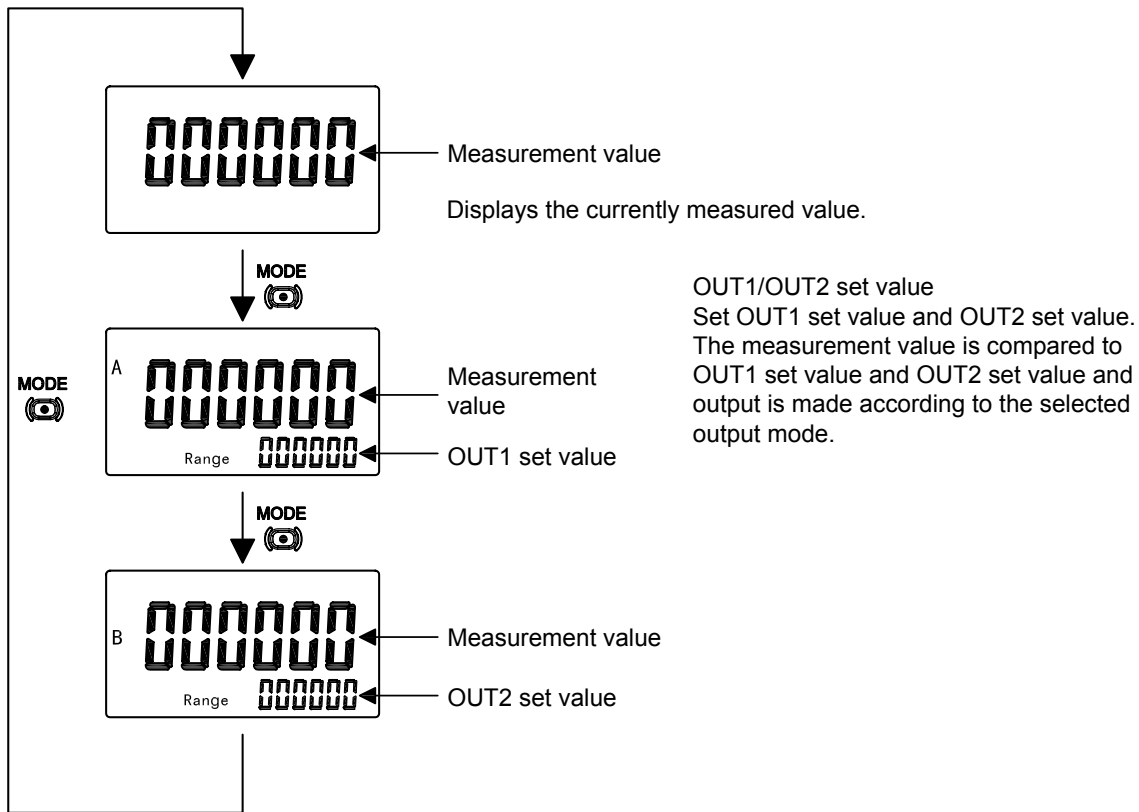 000000
Measurement value
Displays the currently measured value.
MODE
OUT1/OUT2 set value
Set OUT1 set value and OUT2 set value.
The measurement value is compared to
OUT1 set value and OUT2 set value and
output is made according to the selected
output mode.
A
000000
Measurement
value
MODE
Range
000000
OUT1 set value
MODE
B
000000
Measurement value
Range
000000
OUT2 set value